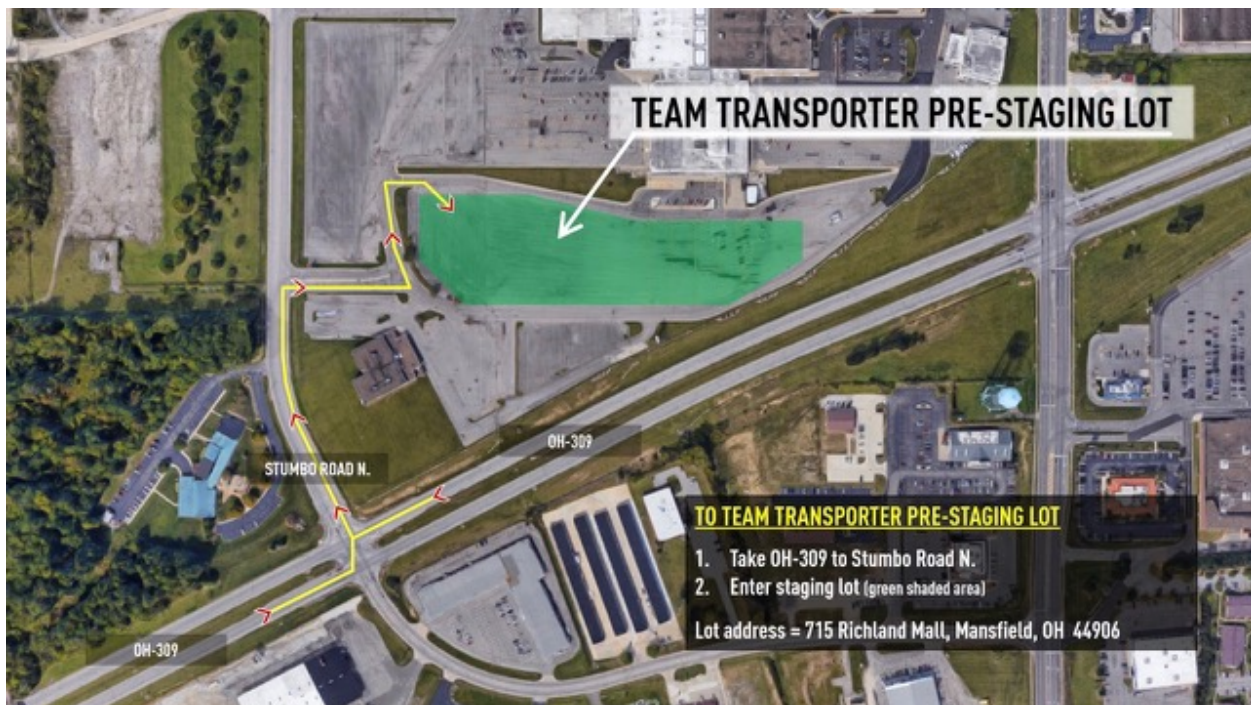 TEAM TRANSPORTER PRE-STAGING LOT
OH-309
STUMBO ROAD N.
TO TEAM TRANSPORTER PRE-STAGING LOT
1. Take OH-309 to Stumbo Road N.
2. Enter staging lot (green shaded area)
Lot address = 715 Richland Mall, Mansfield, OH 44906
OH-309